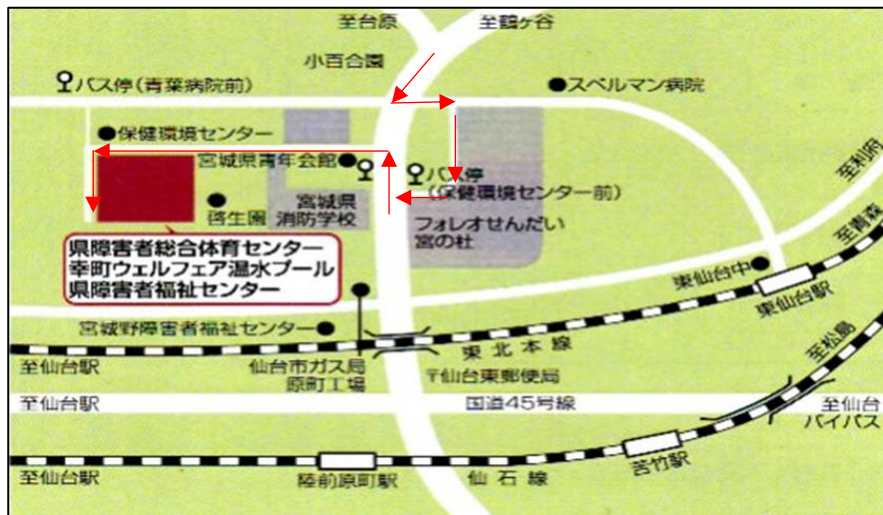 至台原
至鶴ヶ谷
小百合園
バス停(青葉病院前)
スペルマン病院
保健環境センター
宮城県青年会館
バス停
(保健環境センター前)
至利府
啓生園
宮城県
消防学校
フォレオせんだい
宮の杜
至青森
県障害者総合体育センター
幸町ウェルフェア温水プール
県障害者福祉センター
東仙台中
東仙台駅
宮城野障害者福祉センター
東北本線
至松島
至仙台駅
仙台市ガス局
原町工場
〒仙台東郵便局
至仙台駅
国道45号線
至仙台
バイパス
苦竹駅
至仙台駅
陸前原町駅
仙石線